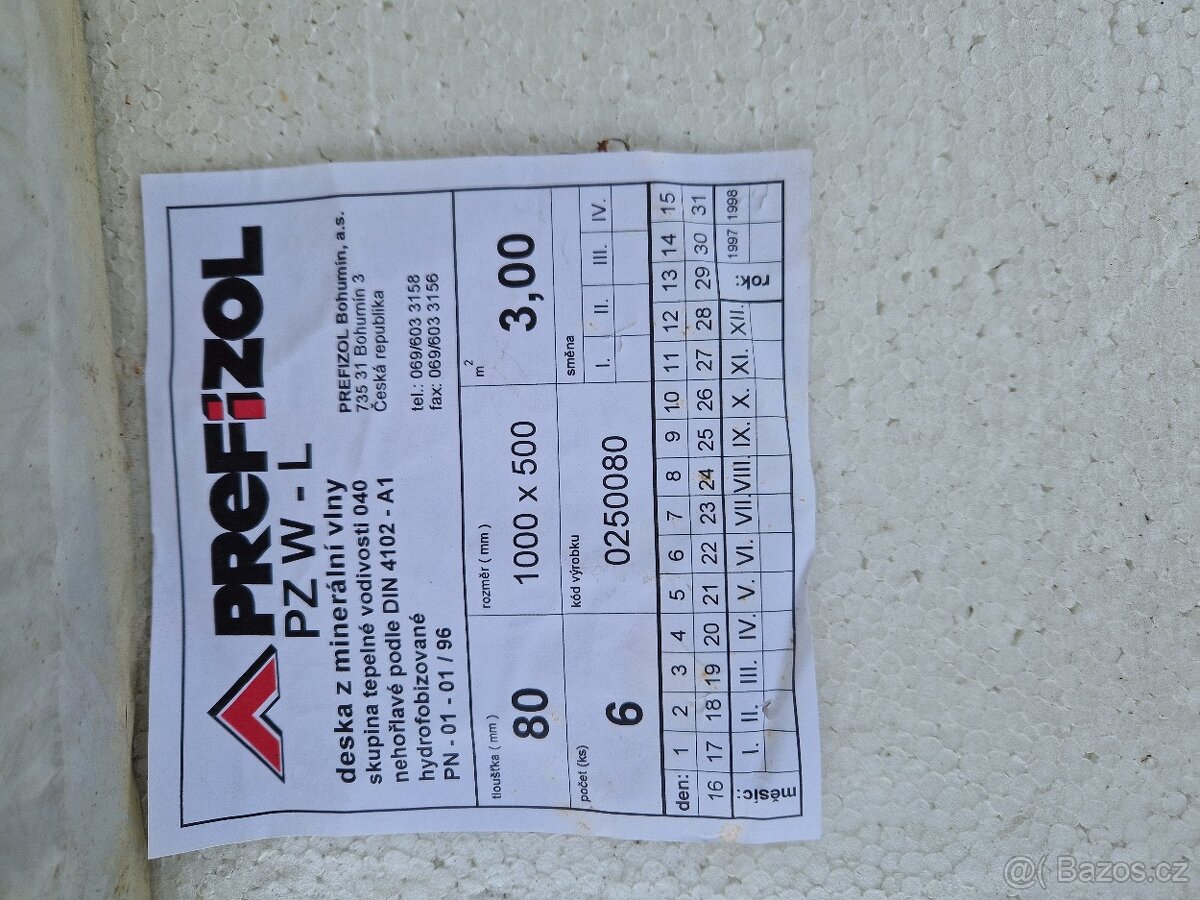 PREFIZOL
PZW-L
deska z minerální vlny
skupina tepelné vodivosti 040
nehořlavé podle DIN 4102 - A1
hydrofobizované
PN - 01 - 01 / 96
PREFIZOL Bohumín, a.s.
735 31 Bohumín 3
Česká republika
tel.: 069/603 3158
fax: 069/603 3156
tloušťka ( mm ) rozměr ( mm ) m²
80 1000 x 500 3,00
počet (ks) kód výrobku směna
6 0250080 I. II. III. IV.
den: 1 2 3 4 5 6 7 8 9 10 11 12 13 14 15
16 17 18 19 20 21 22 23 24 25 26 27 28 29 30 31
měsíc: I. II. III. IV. V. VI. VII. VIII. IX. X. XI. XII. rok: 1997 1998
@( Bazos.cz